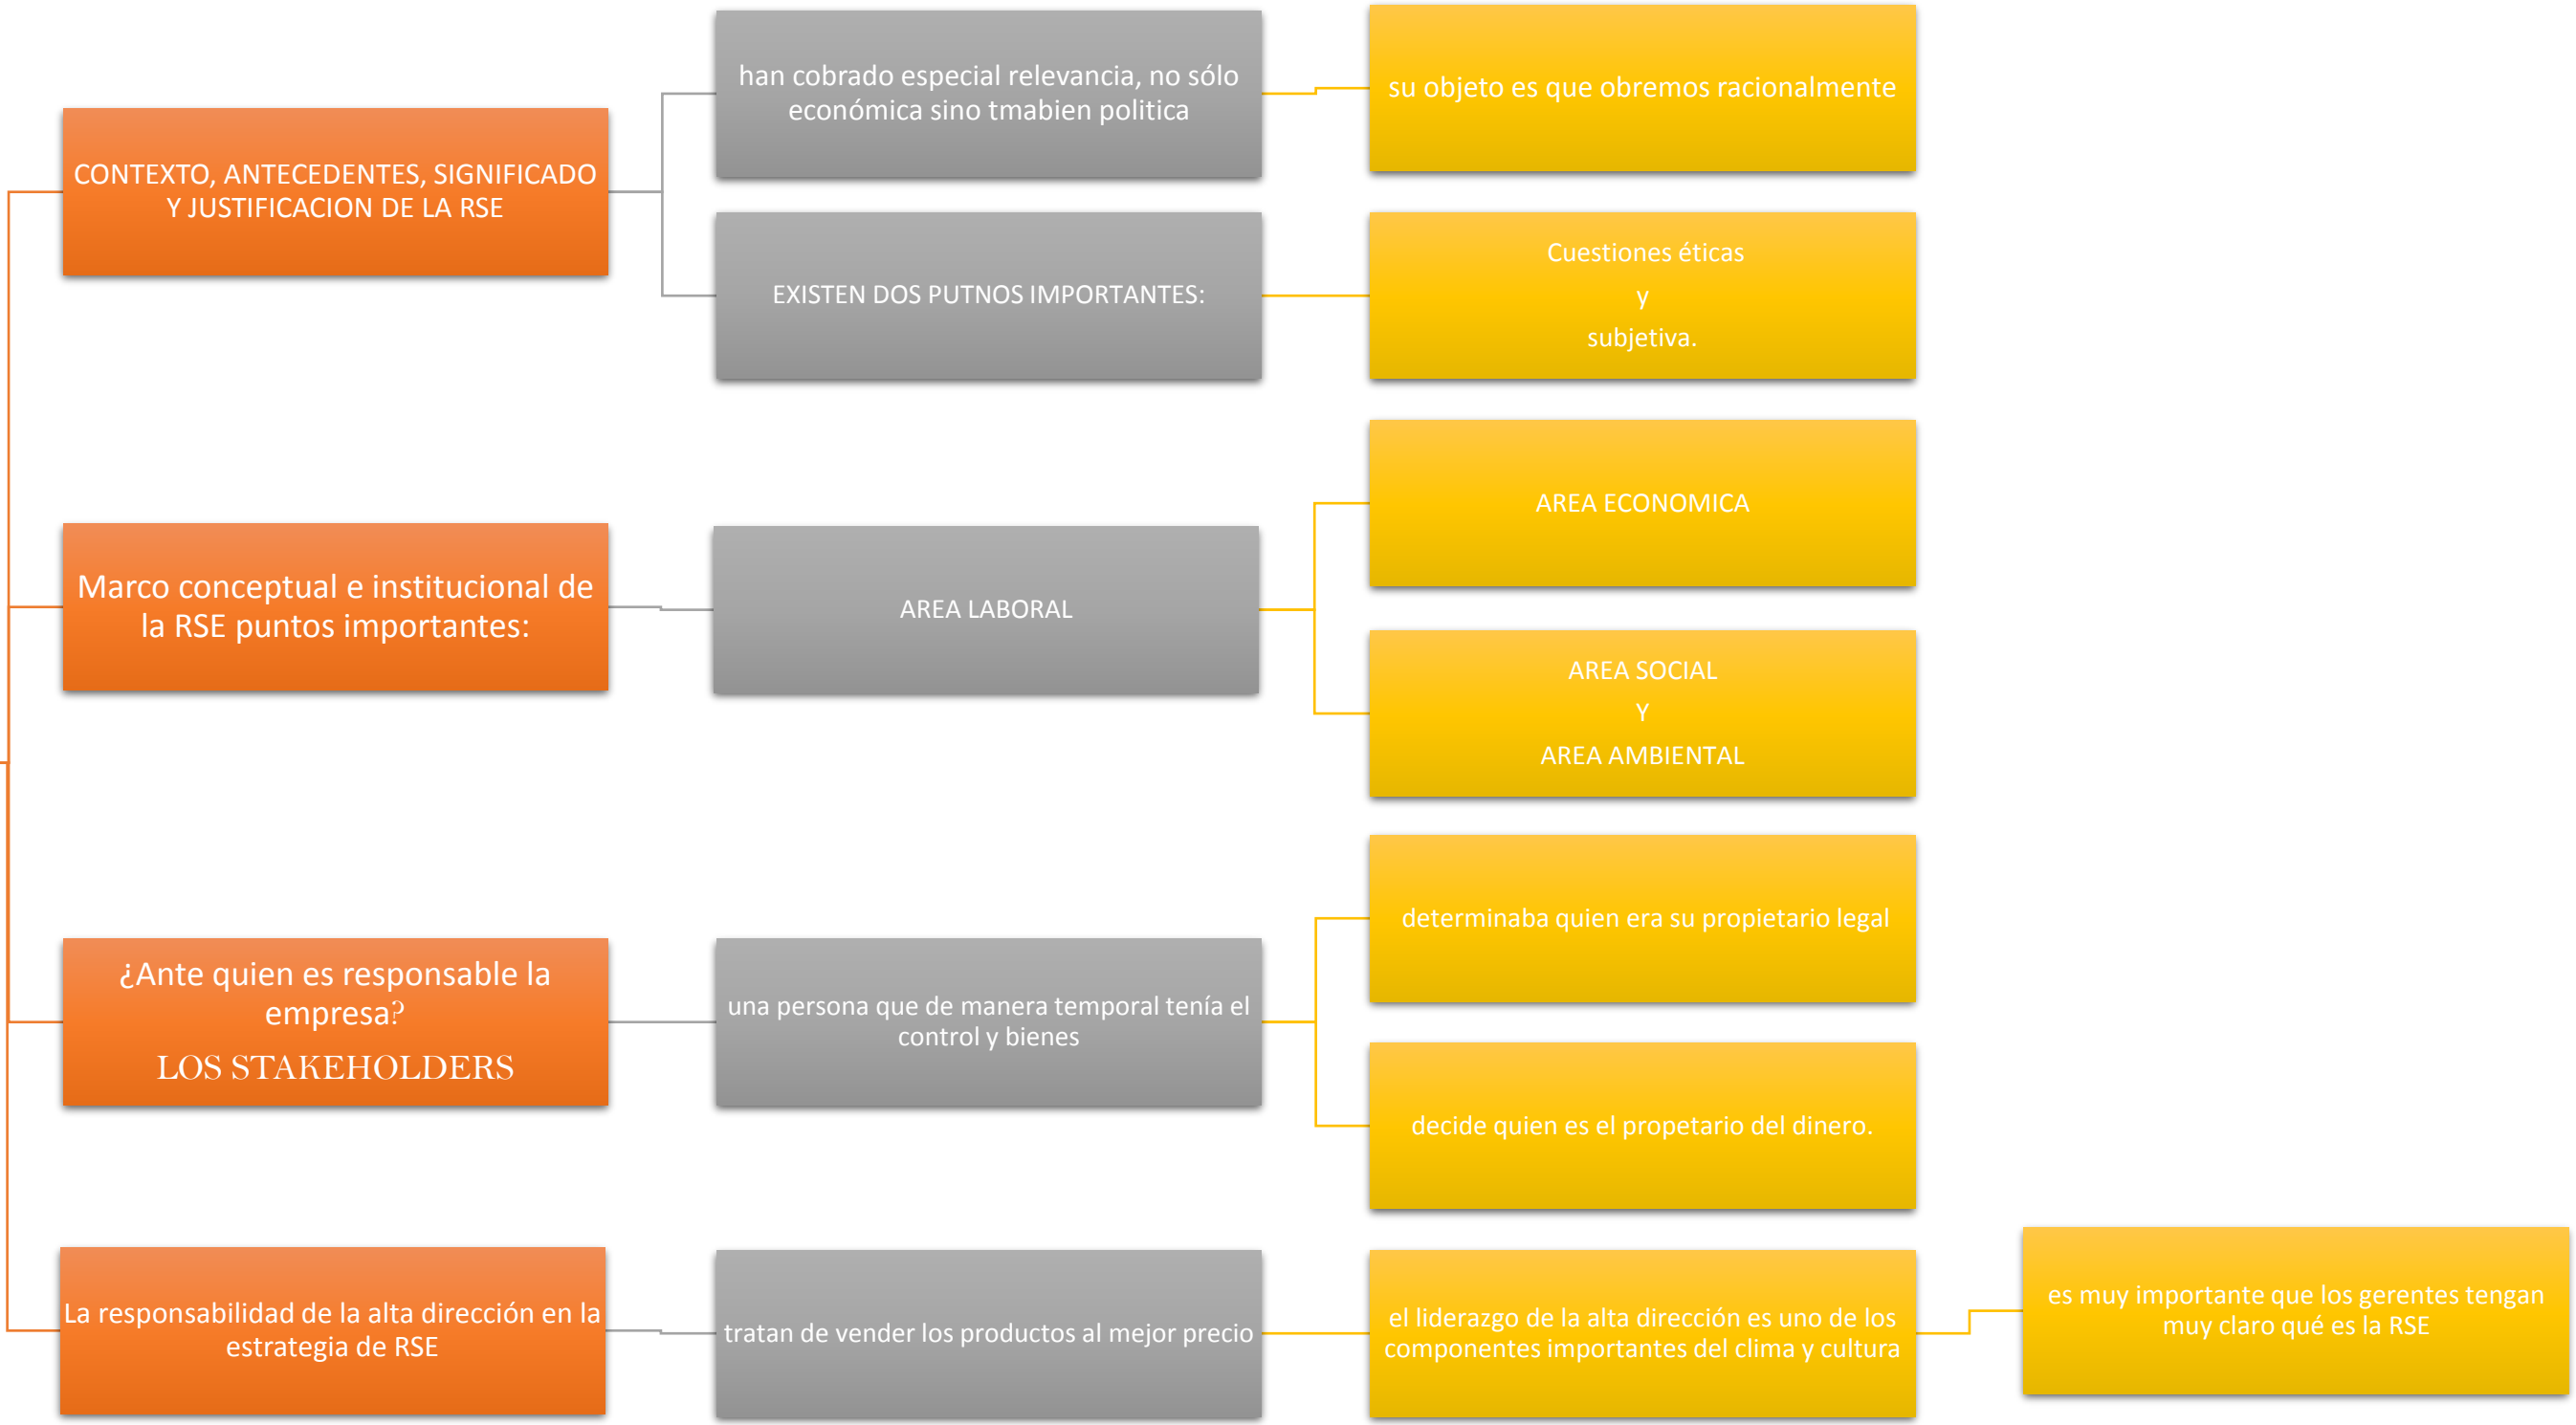 CONTEXTO, ANTECEDENTES, SIGNIFICADO
Y JUSTIFICACION DE LA RSE
han cobrado especial relevancia, no sólo
económica sino tmabien politica
su objeto es que obremos racionalmente
EXISTEN DOS PUTNOS IMPORTANTES:
Cuestiones éticas
y
subjetiva.
Marco conceptual e institucional de
la RSE puntos importantes:
AREA LABORAL
AREA ECONOMICA
AREA SOCIAL
Y
AREA AMBIENTAL
¿Ante quien es responsable la
empresa?
LOS STAKEHOLDERS
una persona que de manera temporal tenía el
control y bienes
determinaba quien era su propietario legal
decide quien es el propetario del dinero.
La responsabilidad de la alta dirección en la
estrategia de RSE
tratan de vender los productos al mejor precio
el liderazgo de la alta dirección es uno de los
componentes importantes del clima y cultura
es muy importante que los gerentes tengan
muy claro qué es la RSE